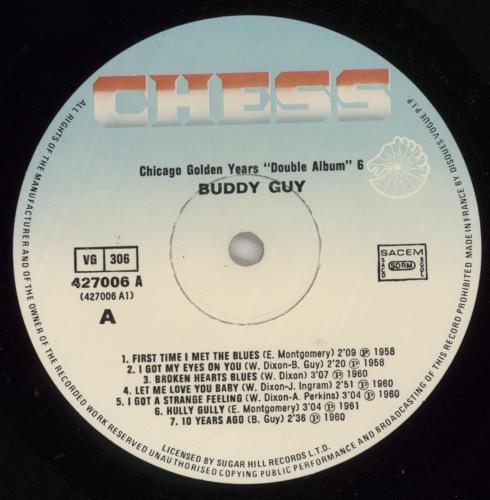 CHESS
Chicago Golden Years "Double Album" 6
BUDDY GUY
VG 306
427006 A
(427006 A1)
A
SACEM
SACD SDRM SGDL
1. FIRST TIME I MET THE BLUES (E. Montgomery) 2'09 Ⓟ 1958
2. I GOT MY EYES ON YOU (W. Dixon-B. Guy) 2'20 Ⓟ 1958
3. BROKEN HEARTS BLUES (W. Dixon) 3'07 Ⓟ 1960
4. LET ME LOVE YOU BABY (W. Dixon-J. Ingram) 2'51 Ⓟ 1960
5. I GOT A STRANGE FEELING (W. Dixon-A. Perkins) 3'04 Ⓟ 1960
6. HULLY GULLY (E. Montgomery) 3'04 Ⓟ 1961
7. 10 YEARS AGO (B. Guy) 2'36 Ⓟ 1960
LICENSED BY SUGAR HILL RECORDS LTD.
ALL RIGHTS OF THE MANUFACTURER AND OF THE OWNER OF THE RECORDED WORK RESERVED UNAUTHORISED COPYING PUBLIC PERFORMANCE AND BROADCASTING OF THIS RECORD PROHIBITED MADE IN FRANCE BY DISQUES VOGUE P.I.P.